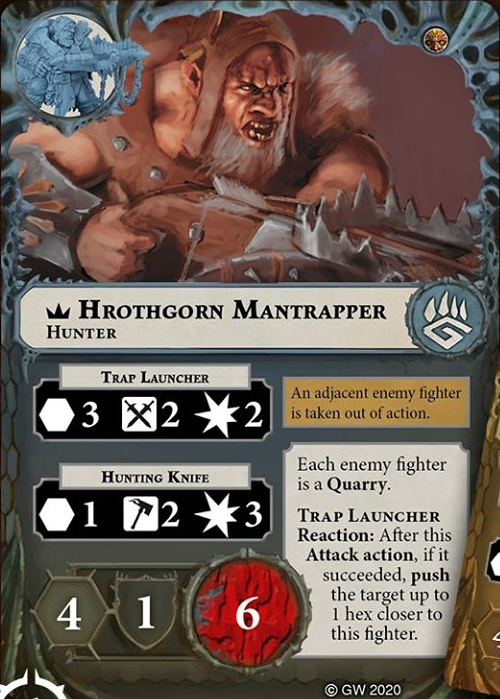 HROTHGORN MANTRAPPER
HUNTER
TRAP LAUNCHER
3 2 2
An adjacent enemy fighter
is taken out of action.
HUNTING KNIFE
1 2 3
Each enemy fighter
is a Quarry.
TRAP LAUNCHER
Reaction: After this
Attack action, if it
succeeded, push
the target up to
1 hex closer to
this fighter.
4 1 6
© GW 2020